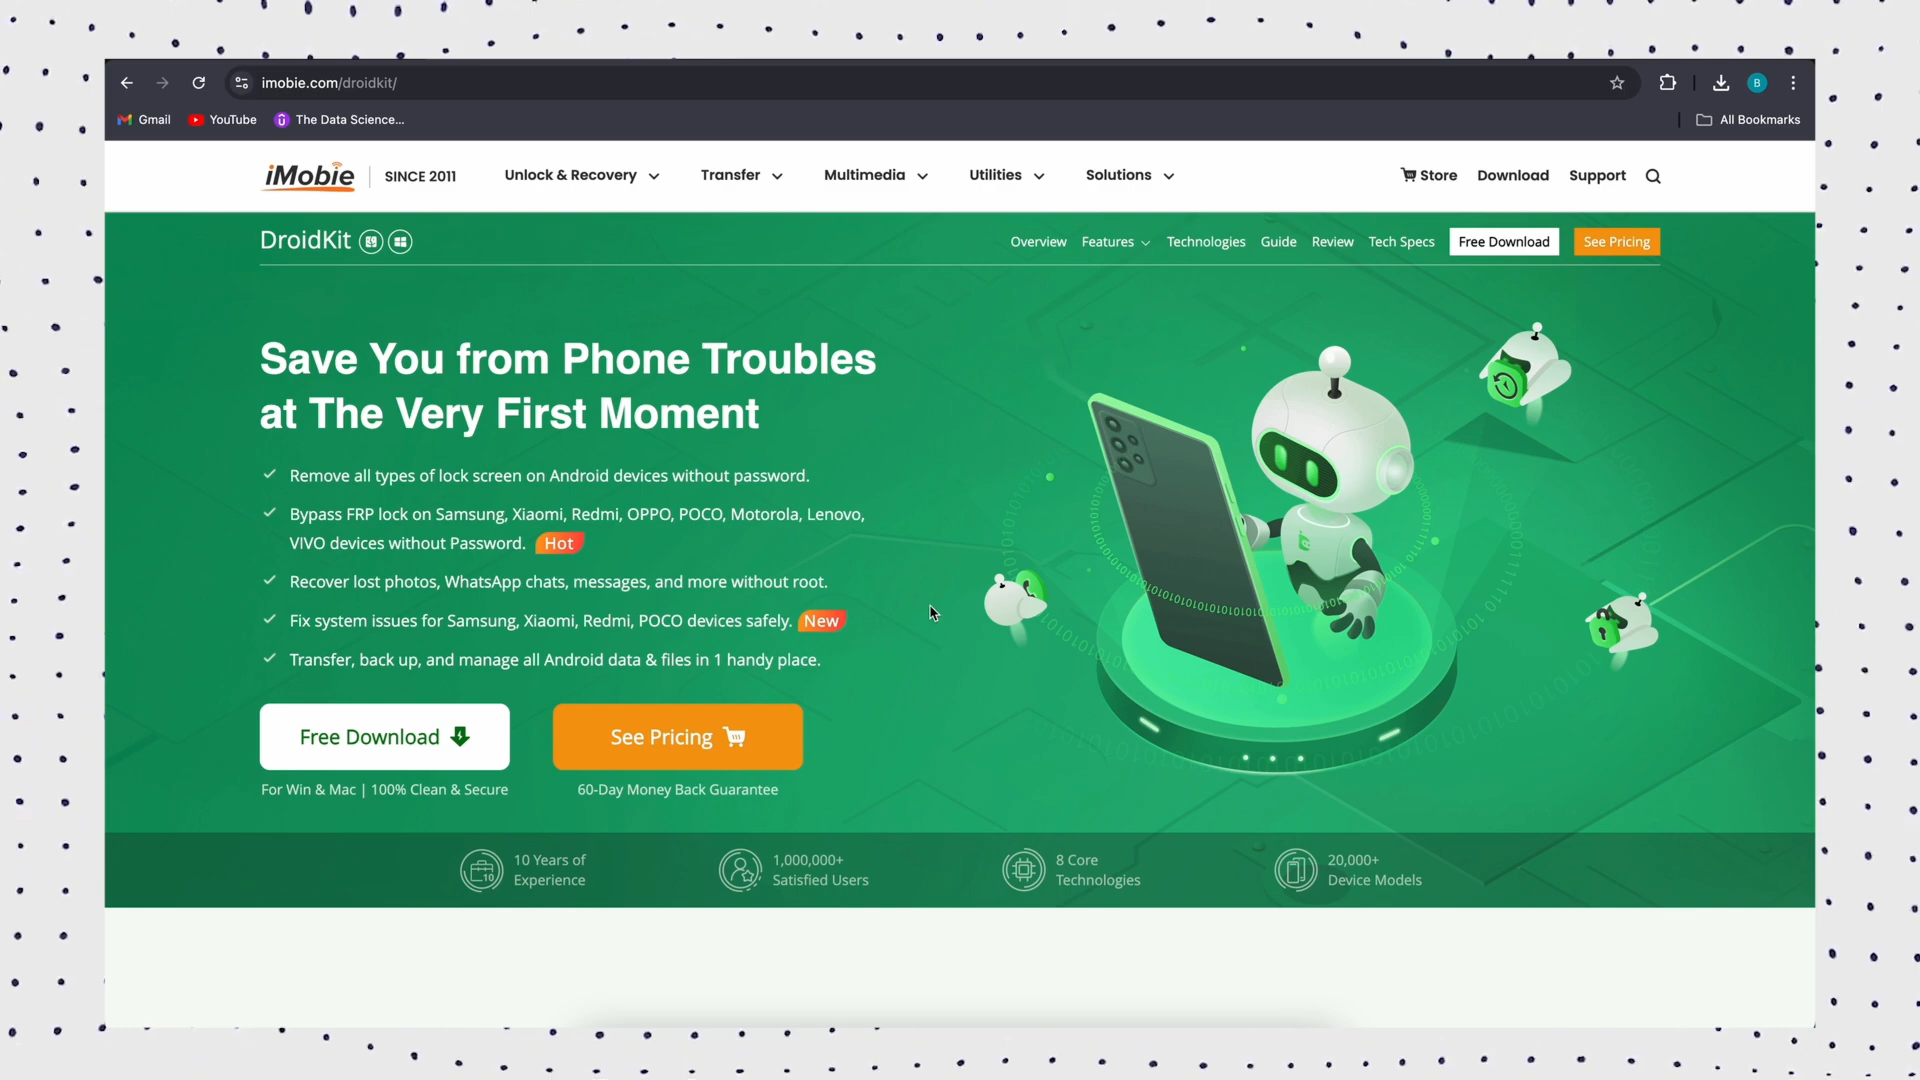 imobie.com/droidkit/
Gmail YouTube The Data Science... All Bookmarks
iMobie SINCE 2011 Unlock & Recovery Transfer Multimedia Utilities Solutions Store Download Support
DroidKit Overview Features Technologies Guide Review Tech Specs Free Download See Pricing
Save You from Phone Troubles
at The Very First Moment
Remove all types of lock screen on Android devices without password.
Bypass FRP lock on Samsung, Xiaomi, Redmi, OPPO, POCO, Motorola, Lenovo,
VIVO devices without Password. Hot
Recover lost photos, WhatsApp chats, messages, and more without root.
Fix system issues for Samsung, Xiaomi, Redmi, POCO devices safely. New
Transfer, back up, and manage all Android data & files in 1 handy place.
Free Download See Pricing
For Win & Mac | 100% Clean & Secure 60-Day Money Back Guarantee
10 Years of
Experience
1,000,000+
Satisfied Users
8 Core
Technologies
20,000+
Device Models